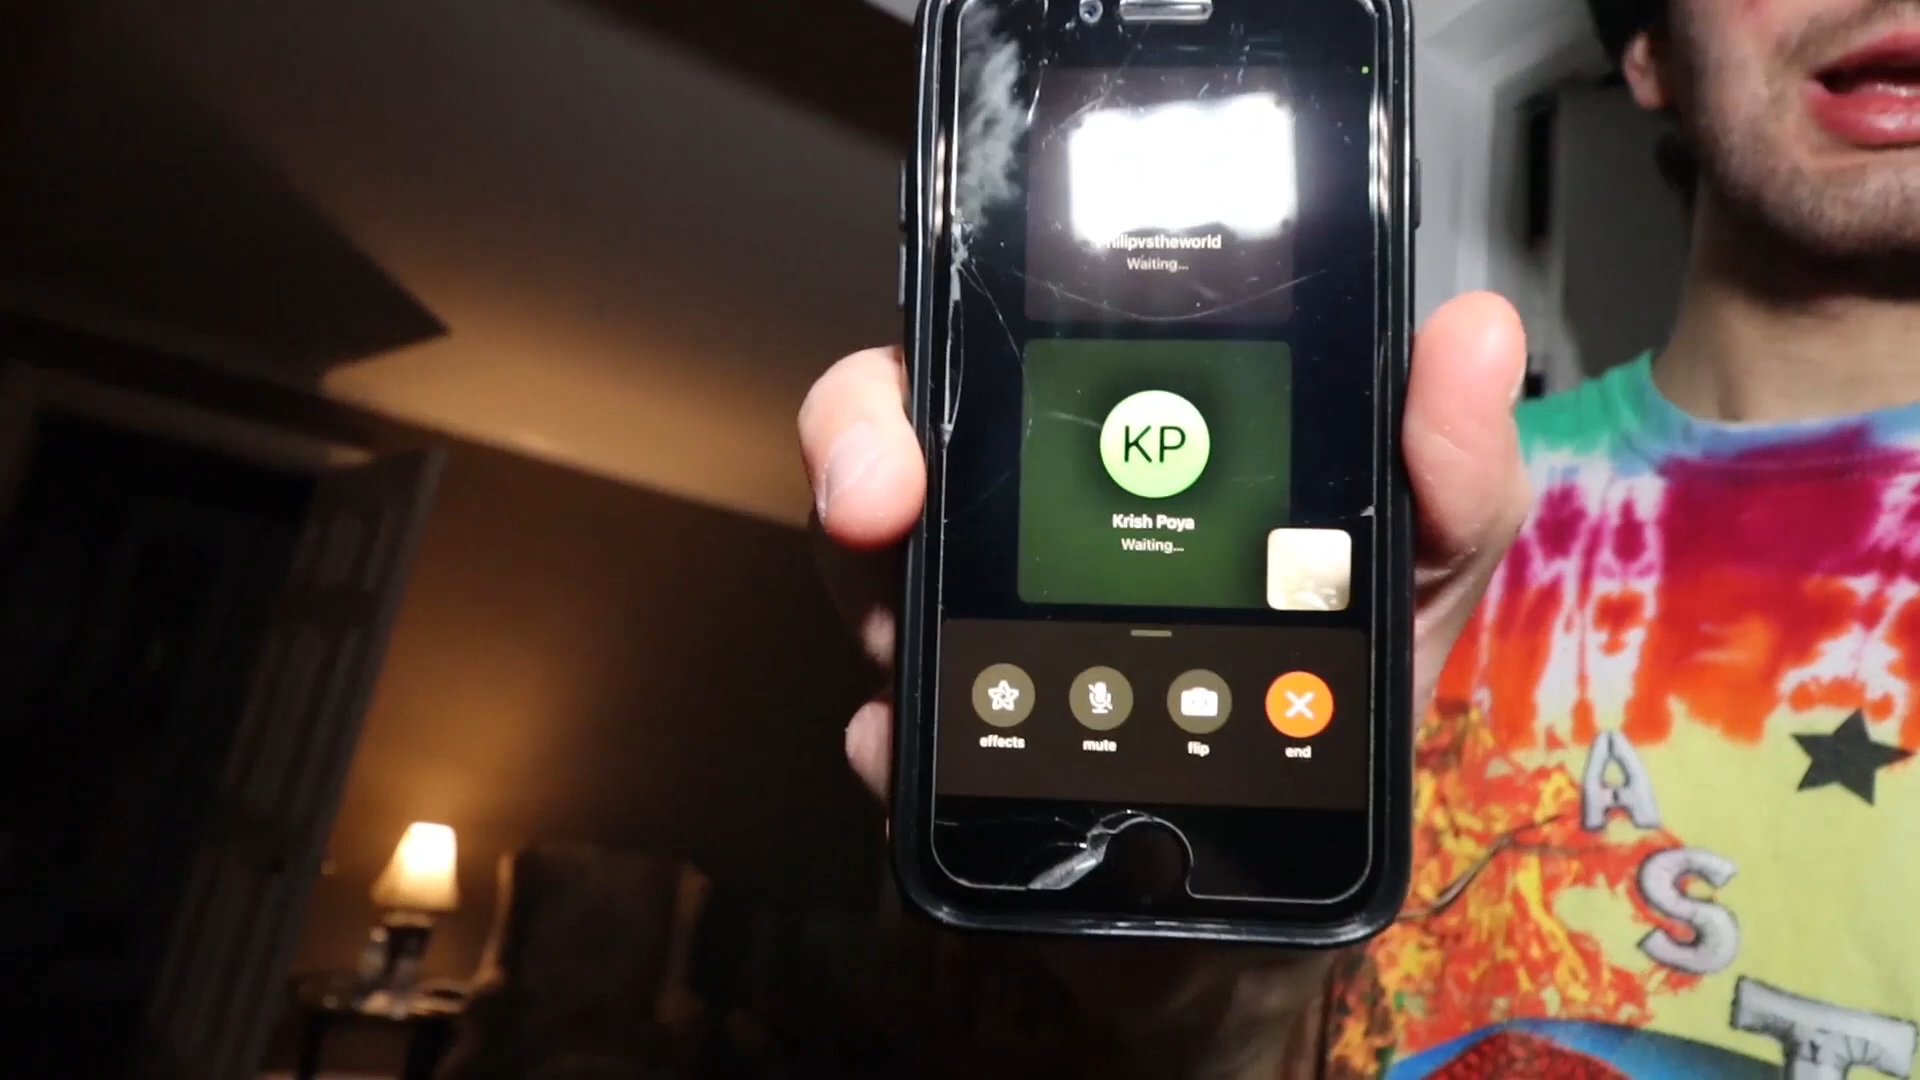 hilipvstheworld
Waiting...
KP
Krish Poya
Waiting...
effects
mute
flip
end
A
S
T